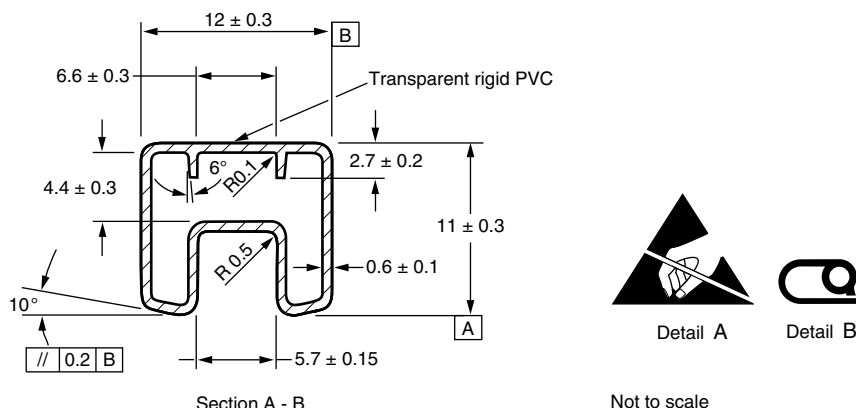 12 ± 0.3
B
6.6 ± 0.3
Transparent rigid PVC
6°
R0.1
2.7 ± 0.2
4.4 ± 0.3
11 ± 0.3
R 0.5
0.6 ± 0.1
10°
A
// 0.2 B
5.7 ± 0.15
Detail A
Detail B
Section A - B
Not to scale